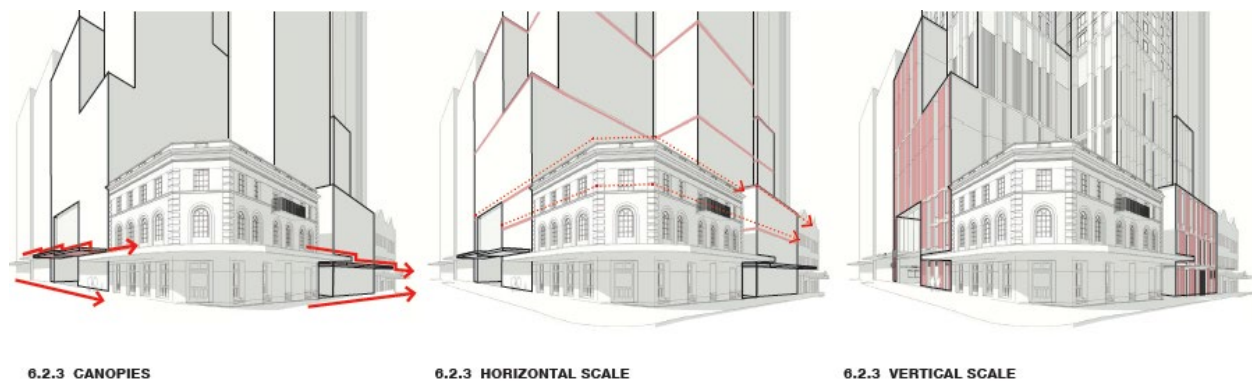 6.2.3 CANOPIES
6.2.3 HORIZONTAL SCALE
6.2.3 VERTICAL SCALE